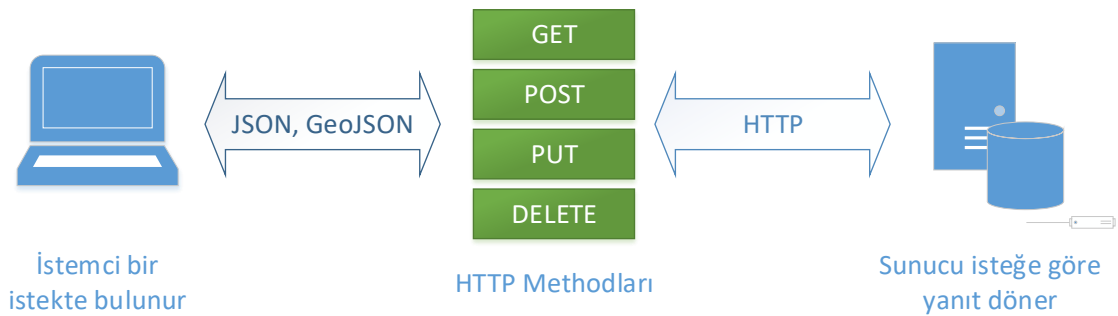 GET
POST
PUT
DELETE
JSON, GeoJSON
HTTP
İstemci bir
istekte bulunur
HTTP Methodları
Sunucu isteğe göre
yanıt döner